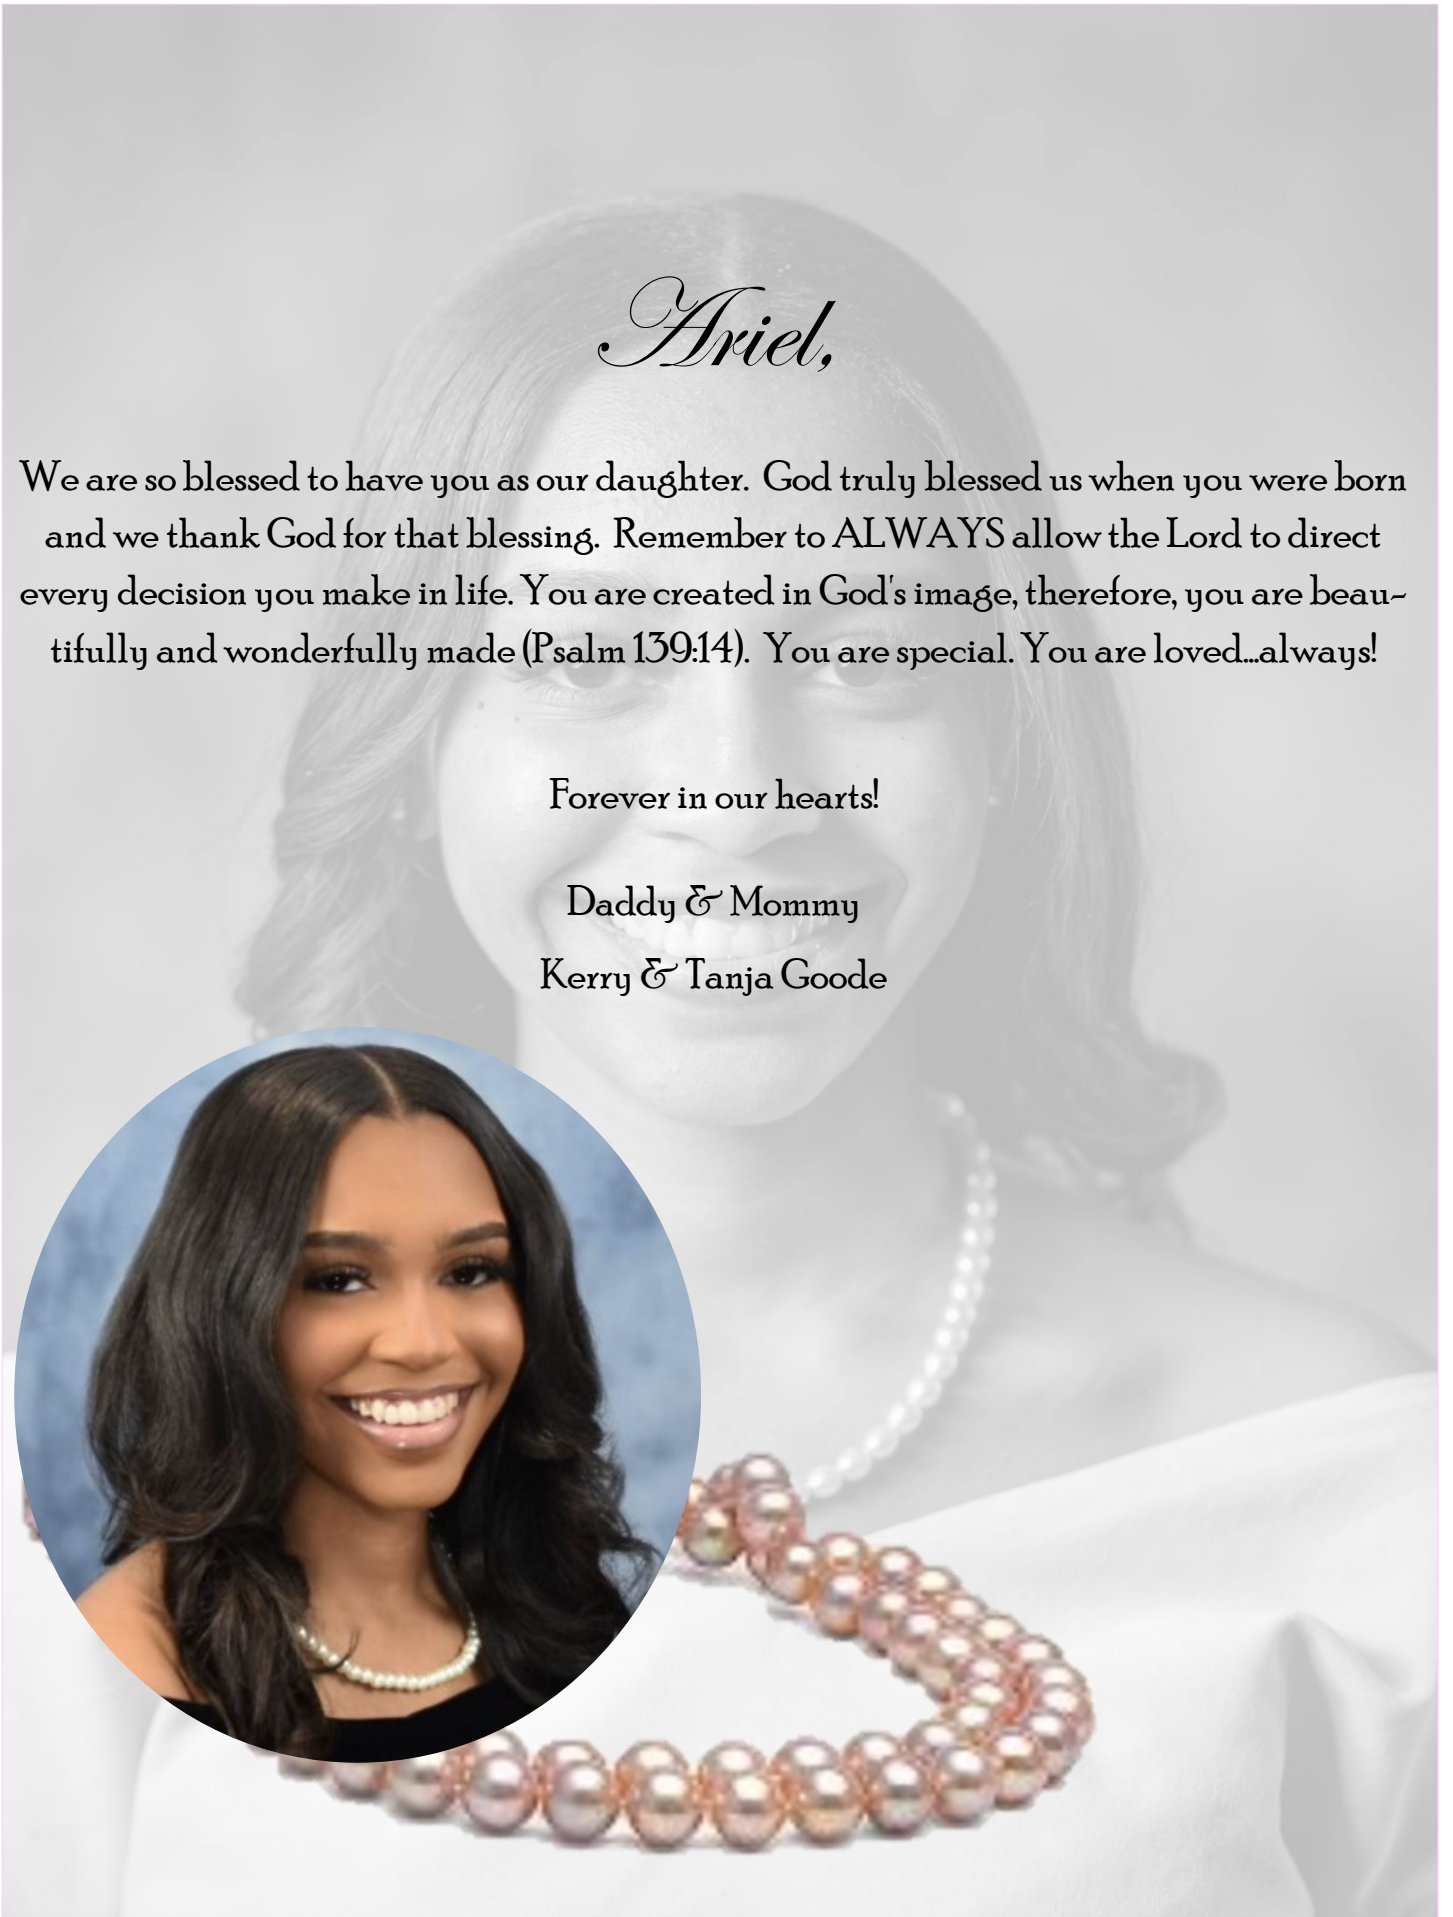 Ariel,
We are so blessed to have you as our daughter.  God truly blessed us when you were born
and we thank God for that blessing.  Remember to ALWAYS allow the Lord to direct
every decision you make in life. You are created in God's image, therefore, you are beau-
tifully and wonderfully made (Psalm 139:14).  You are special. You are loved...always!
Forever in our hearts!
Daddy & Mommy
Kerry & Tanja Goode